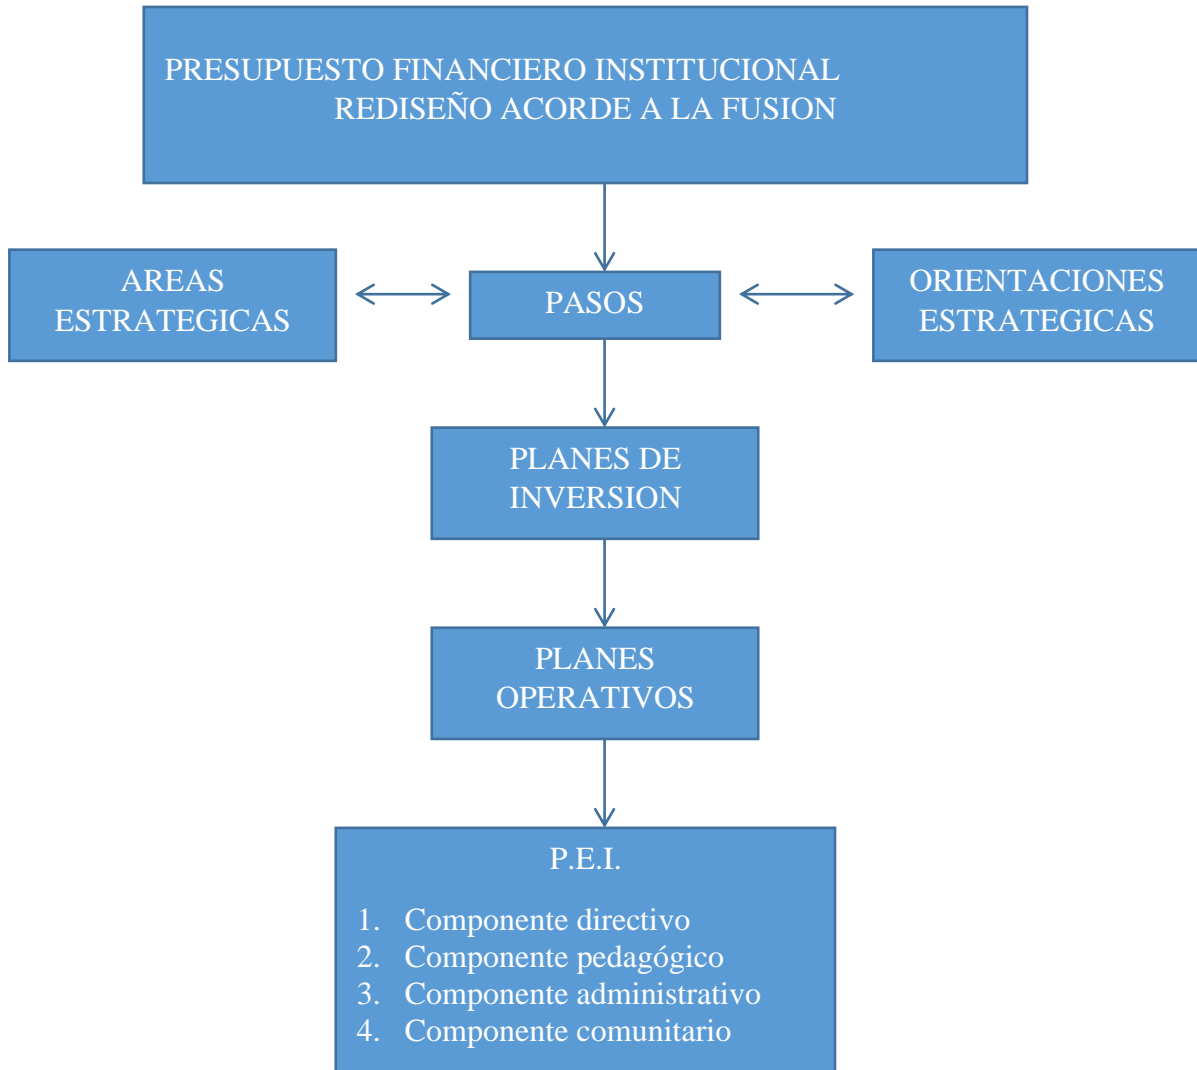 PRESUPUESTO FINANCIERO INSTITUCIONAL
REDISEÑO ACORDE A LA FUSION
AREAS
ESTRATEGICAS
PASOS
ORIENTACIONES
ESTRATEGICAS
PLANES DE
INVERSION
PLANES
OPERATIVOS
P.E.I.
1. Componente directivo
2. Componente pedagógico
3. Componente administrativo
4. Componente comunitario